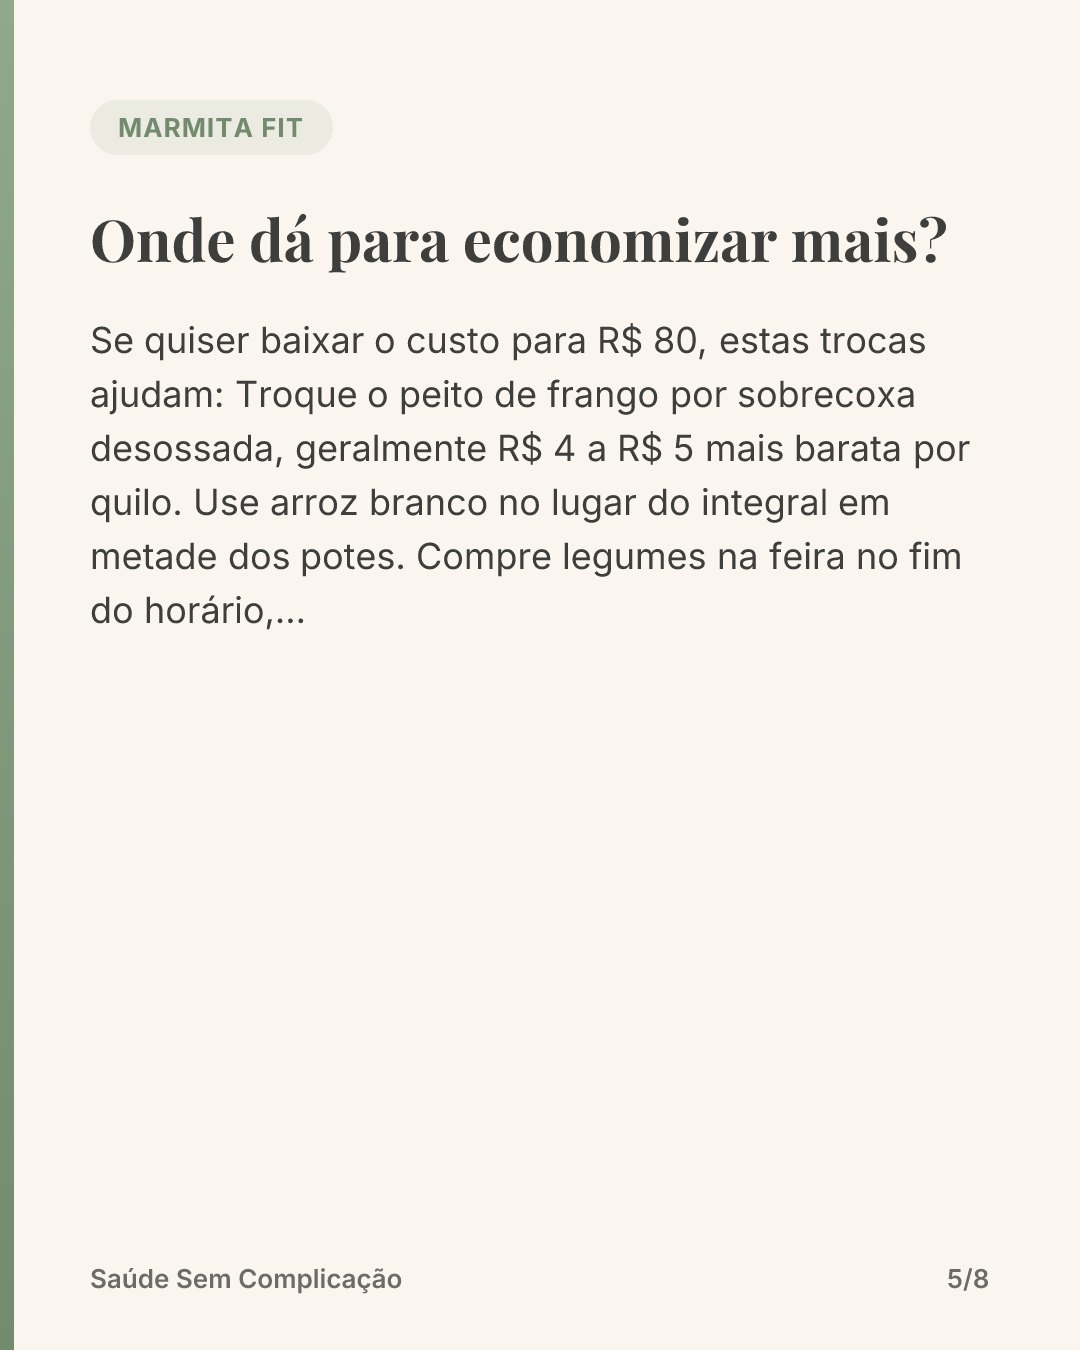 MARMITA FIT
Onde dá para economizar mais?
Se quiser baixar o custo para R$ 80, estas trocas
ajudam: Troque o peito de frango por sobrecoxa
desossada, geralmente R$ 4 a R$ 5 mais barata por
quilo. Use arroz branco no lugar do integral em
metade dos potes. Compre legumes na feira no fim
do horário,...
Saúde Sem Complicação
5/8